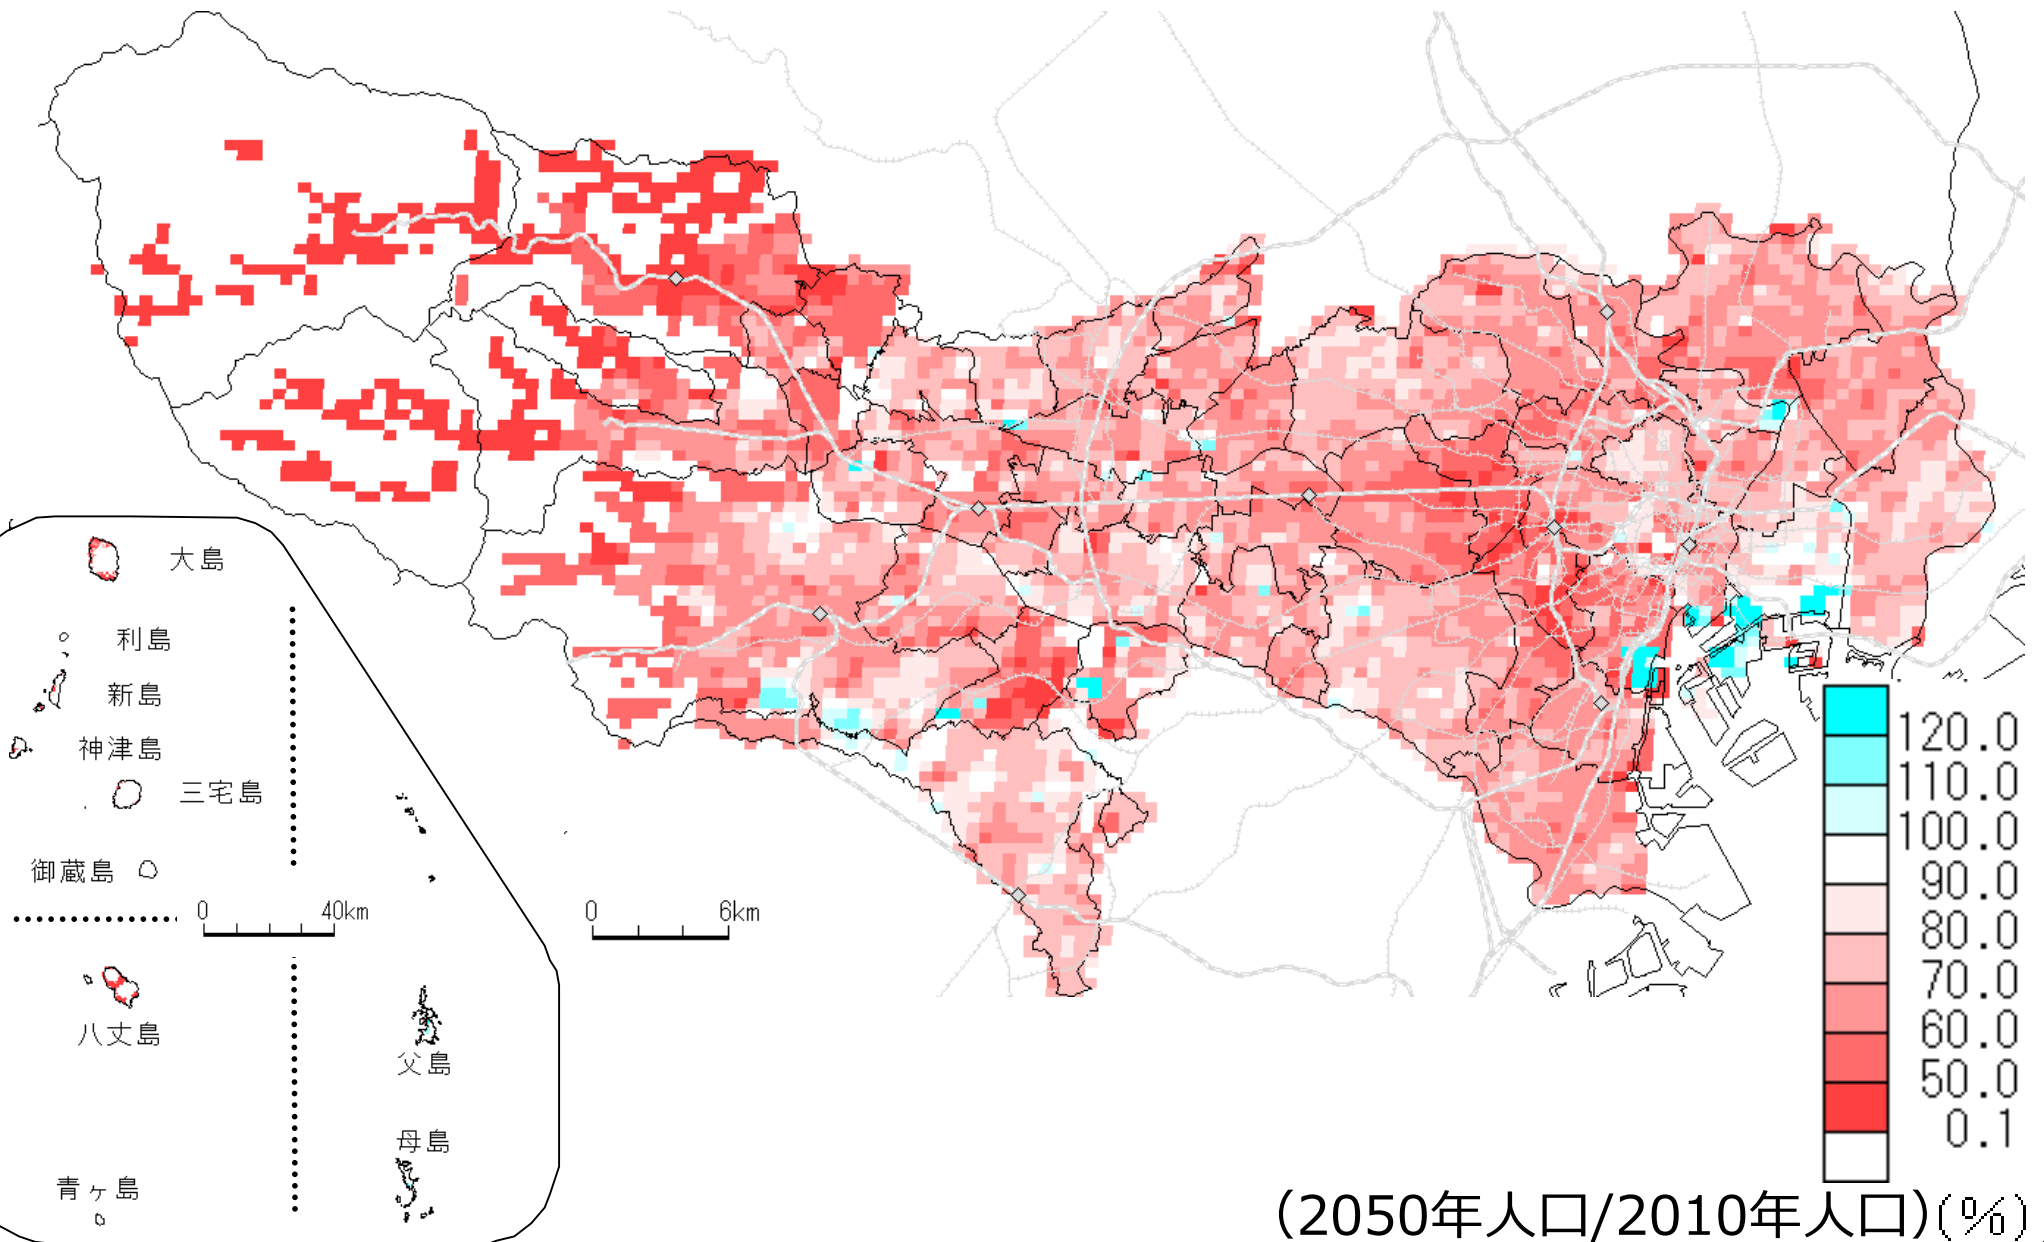 大島
利島
新島
神津島
三宅島
御蔵島
0 40km
0 6km
八丈島
父島
母島
青ヶ島
120.0
110.0
100.0
90.0
80.0
70.0
60.0
50.0
0.1
(2050年人口/2010年人口)(%)